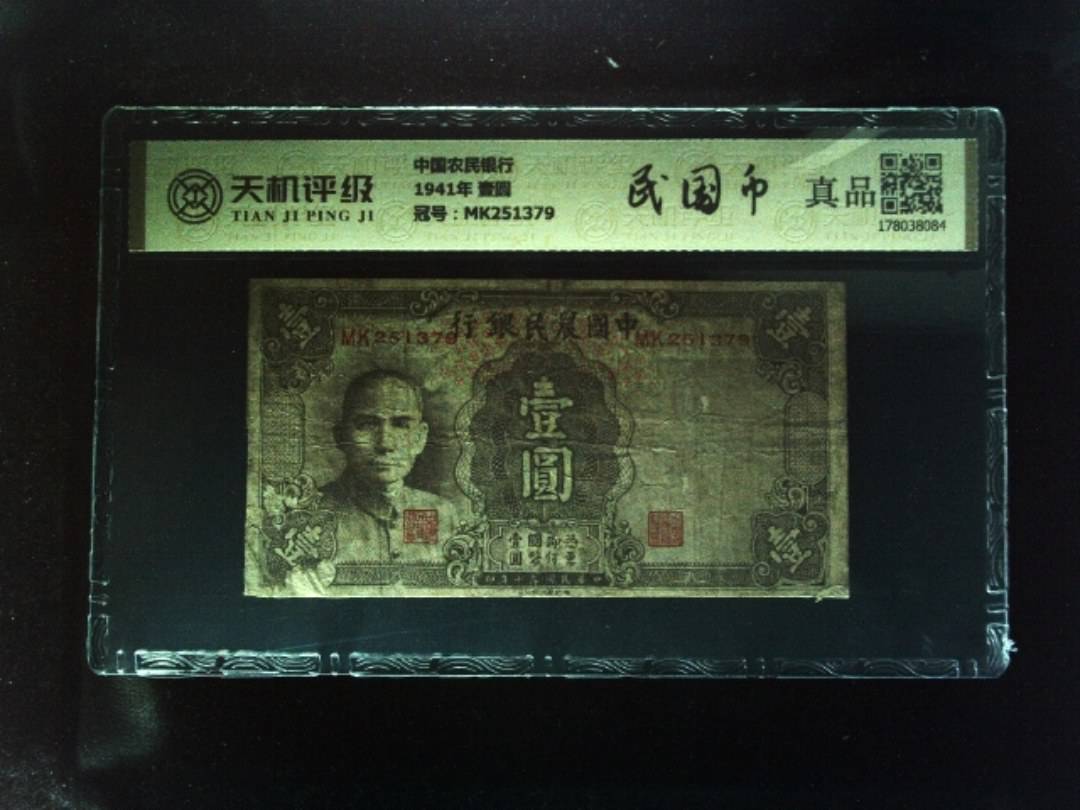 天机评级
TIAN JI PING JI
中国农民银行
1941年 壹圆
冠号：MK251379
民国币
真品
178038084
行銀民農國中
MK251379
MK251379
壹
壹
壹
圓
壹
壹